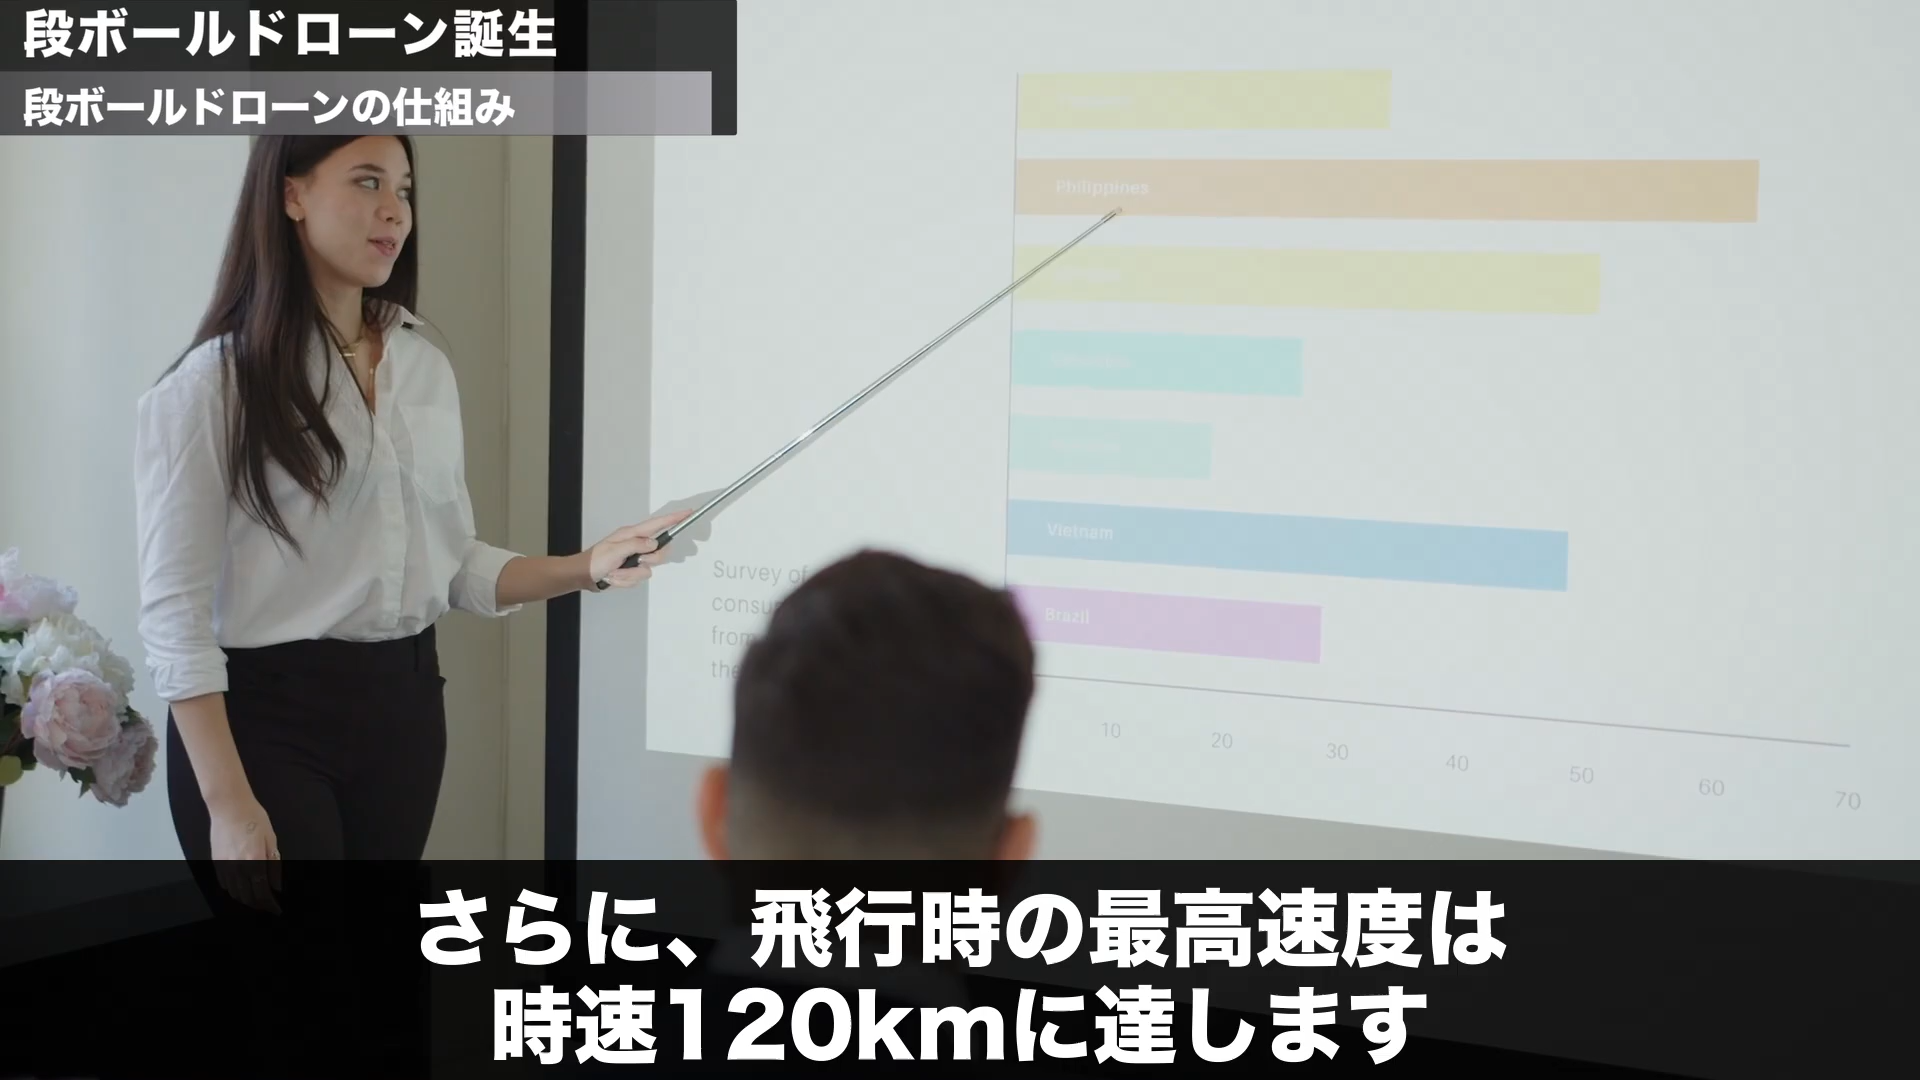 段ボールドローン誕生
段ボールドローンの仕組み
Philippines
Vietnam
Brazil
Survey of
from
the
10
20
30
40
50
60
70
さらに、飛行時の最高速度は
時速120kmに達します